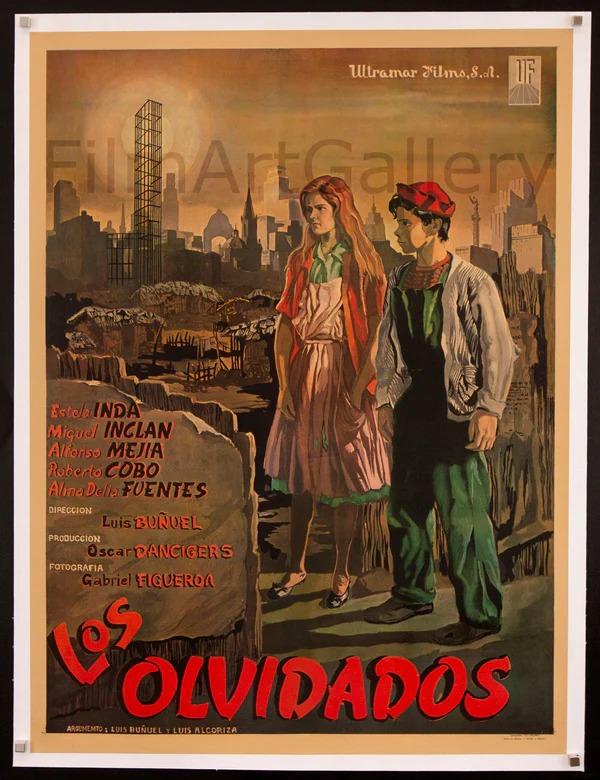 Ultramar Films, S.A.
UF
FilmArtGallery
Estela INDA
Miguel INCLAN
Alfonso MEJIA
Roberto COBO
Alma Delia FUENTES
DIRECCION
Luis BUÑUEL
PRODUCCION
Oscar DANCIGERS
FOTOGRAFIA
Gabriel FIGUEROA
LOS
OLVIDADOS
ARGUMENTO : LUIS BUÑUEL Y LUIS ALCORIZA